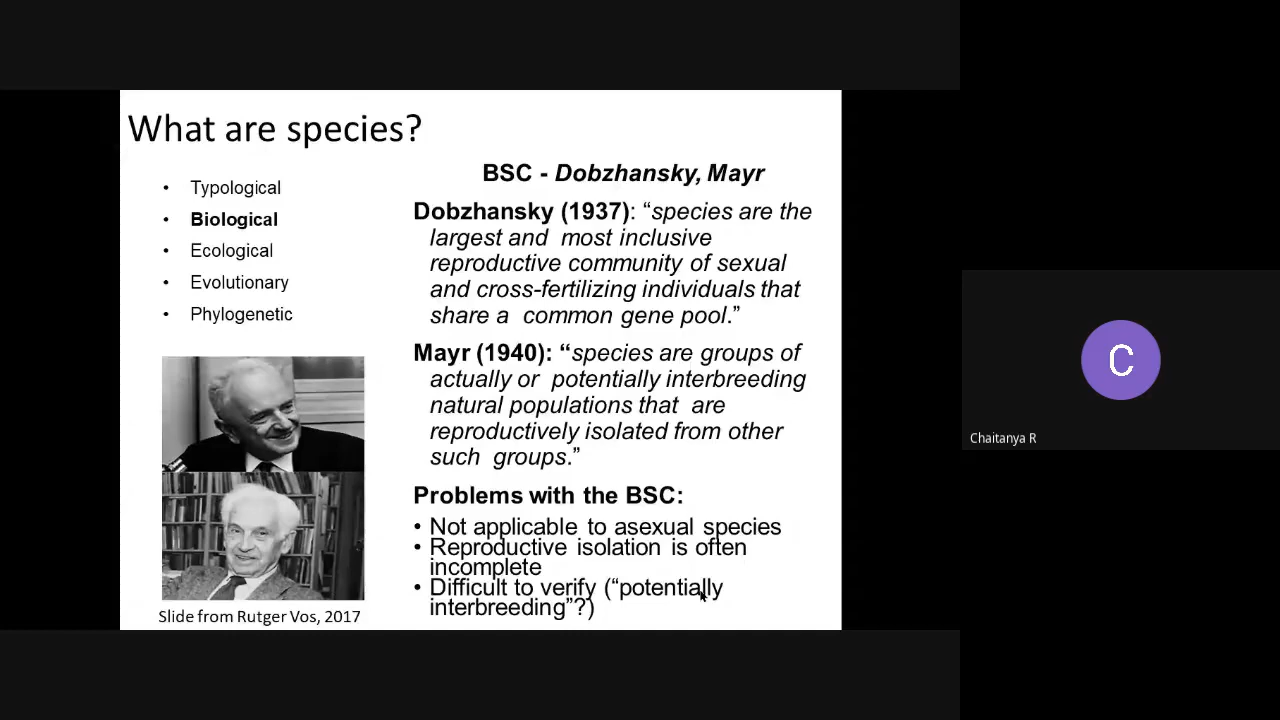 What are species?
• Typological
• Biological
• Ecological
• Evolutionary
• Phylogenetic
Slide from Rutger Vos, 2017
BSC - Dobzhansky, Mayr
Dobzhansky (1937): “species are the
largest and most inclusive
reproductive community of sexual
and cross-fertilizing individuals that
share a common gene pool.”
Mayr (1940): “species are groups of
actually or potentially interbreeding
natural populations that are
reproductively isolated from other
such groups.”
Problems with the BSC:
• Not applicable to asexual species
• Reproductive isolation is often
incomplete
• Difficult to verify (“potentially
interbreeding”?)
C
Chaitanya R